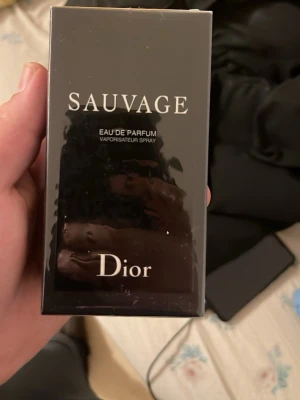 SAUVAGE
EAU DE PARFUM
VAPORISATEUR SPRAY
Dior